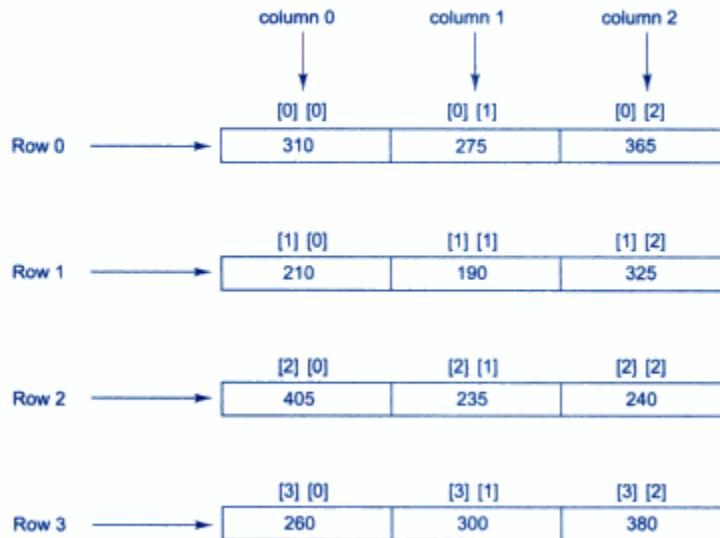 column 0 column 1 column 2
[0] [0] [0] [1] [0] [2]
Row 0 310 275 365
[1] [0] [1] [1] [1] [2]
Row 1 210 190 325
[2] [0] [2] [1] [2] [2]
Row 2 405 235 240
[3] [0] [3] [1] [3] [2]
Row 3 260 300 380